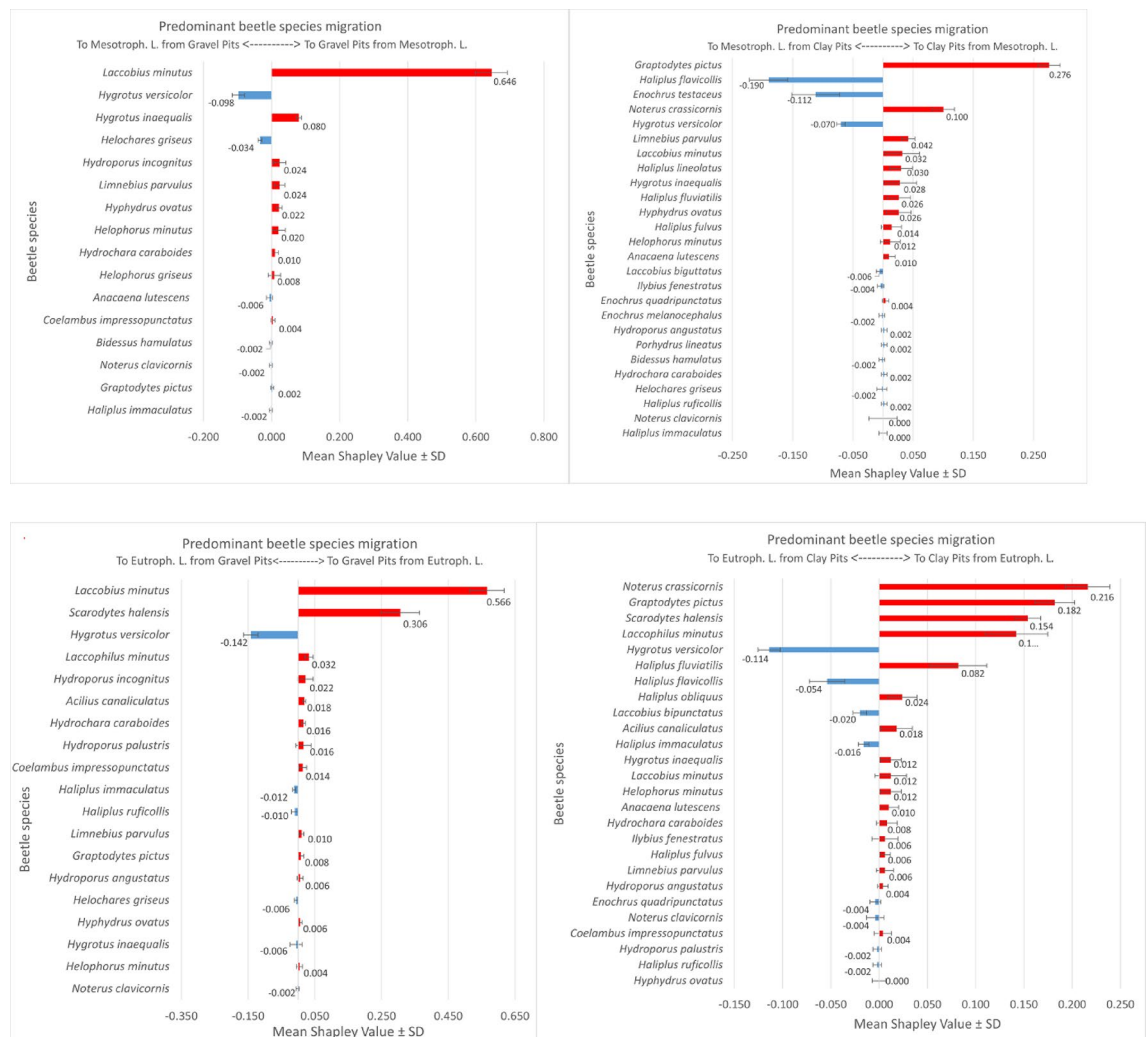 Predominant beetle species migration
To Mesotroph. L. from Gravel Pits <----------> To Gravel Pits from Mesotroph. L.
Beetle species
Laccobius minutus
0.646
Hygrotus versicolor
-0.098
Hygrotus inaequalis
0.080
Helochares griseus
-0.034
Hydroporus incognitus
0.024
Limnebius parvulus
0.024
Hyphydrus ovatus
0.022
Helophorus minutus
0.020
Hydrochara caraboides
0.010
Helophorus griseus
0.008
Anacaena lutescens
-0.006
Coelambus impressopunctatus
0.004
Bidessus hamulatus
-0.002
Noterus clavicornis
-0.002
Graptodytes pictus
0.002
Haliplus immaculatus
-0.002
-0.200 0.000 0.200 0.400 0.600 0.800
Mean Shapley Value ± SD
Predominant beetle species migration
To Mesotroph. L. from Clay Pits <----------> To Clay Pits from Mesotroph. L.
Beetle species
Graptodytes pictus
0.276
Haliplus flavicollis
-0.190
Enochrus testaceus
-0.112
Noterus crassicornis
0.100
Hygrotus versicolor
-0.070
Limnebius parvulus
0.042
Laccobius minutus
0.032
Haliplus lineolatus
0.030
Hygrotus inaequalis
0.028
Haliplus fluviatilis
0.026
Hyphydrus ovatus
0.026
Haliplus fulvus
0.014
Helophorus minutus
0.012
Anacaena lutescens
0.010
Laccobius biguttatus
-0.006
Ilybius fenestratus
-0.004
Enochrus quadripunctatus
0.004
Enochrus melanocephalus
-0.002
Hydroporus angustatus
0.002
Porhydrus lineatus
0.002
Bidessus hamulatus
-0.002
Hydrochara caraboides
0.002
Helochares griseus
-0.002
Haliplus ruficollis
0.002
Noterus clavicornis
0.000
Haliplus immaculatus
0.000
-0.250 -0.150 -0.050 0.050 0.150 0.250
Mean Shapley Value ± SD
Predominant beetle species migration
To Eutroph. L. from Gravel Pits<----------> To Gravel Pits from Eutroph. L.
Beetle species
Laccobius minutus
0.566
Scarodytes halensis
0.306
Hygrotus versicolor
-0.142
Laccophilus minutus
0.032
Hydroporus incognitus
0.022
Acilius canaliculatus
0.018
Hydrochara caraboides
0.016
Hydroporus palustris
0.016
Coelambus impressopunctatus
0.014
Haliplus immaculatus
-0.012
Haliplus ruficollis
-0.010
Limnebius parvulus
0.010
Graptodytes pictus
0.008
Hydroporus angustatus
0.006
Helochares griseus
-0.006
Hyphydrus ovatus
0.006
Hygrotus inaequalis
-0.006
Helophorus minutus
0.004
Noterus clavicornis
-0.002
-0.350 -0.150 0.050 0.250 0.450 0.650
Mean Shapley Value ± SD
Predominant beetle species migration
To Eutroph. L. from Clay Pits <----------> To Clay Pits from Eutroph. L.
Beetle species
Noterus crassicornis
0.216
Graptodytes pictus
0.182
Scarodytes halensis
0.154
Laccophilus minutus
0.1...
Hygrotus versicolor
-0.114
Haliplus fluviatilis
0.082
Haliplus flavicollis
-0.054
Haliplus obliquus
0.024
Laccobius bipunctatus
-0.020
Acilius canaliculatus
0.018
Haliplus immaculatus
-0.016
Hygrotus inaequalis
0.012
Laccobius minutus
0.012
Helophorus minutus
0.012
Anacaena lutescens
0.010
Hydrochara caraboides
0.008
Ilybius fenestratus
0.006
Haliplus fulvus
0.006
Limnebius parvulus
0.006
Hydroporus angustatus
0.004
Enochrus quadripunctatus
-0.004
Noterus clavicornis
-0.004
Coelambus impressopunctatus
0.004
Hydroporus palustris
-0.002
Haliplus ruficollis
-0.002
Hyphydrus ovatus
0.000
-0.150 -0.100 -0.050 0.000 0.050 0.100 0.150 0.200 0.250
Mean Shapley Value ± SD